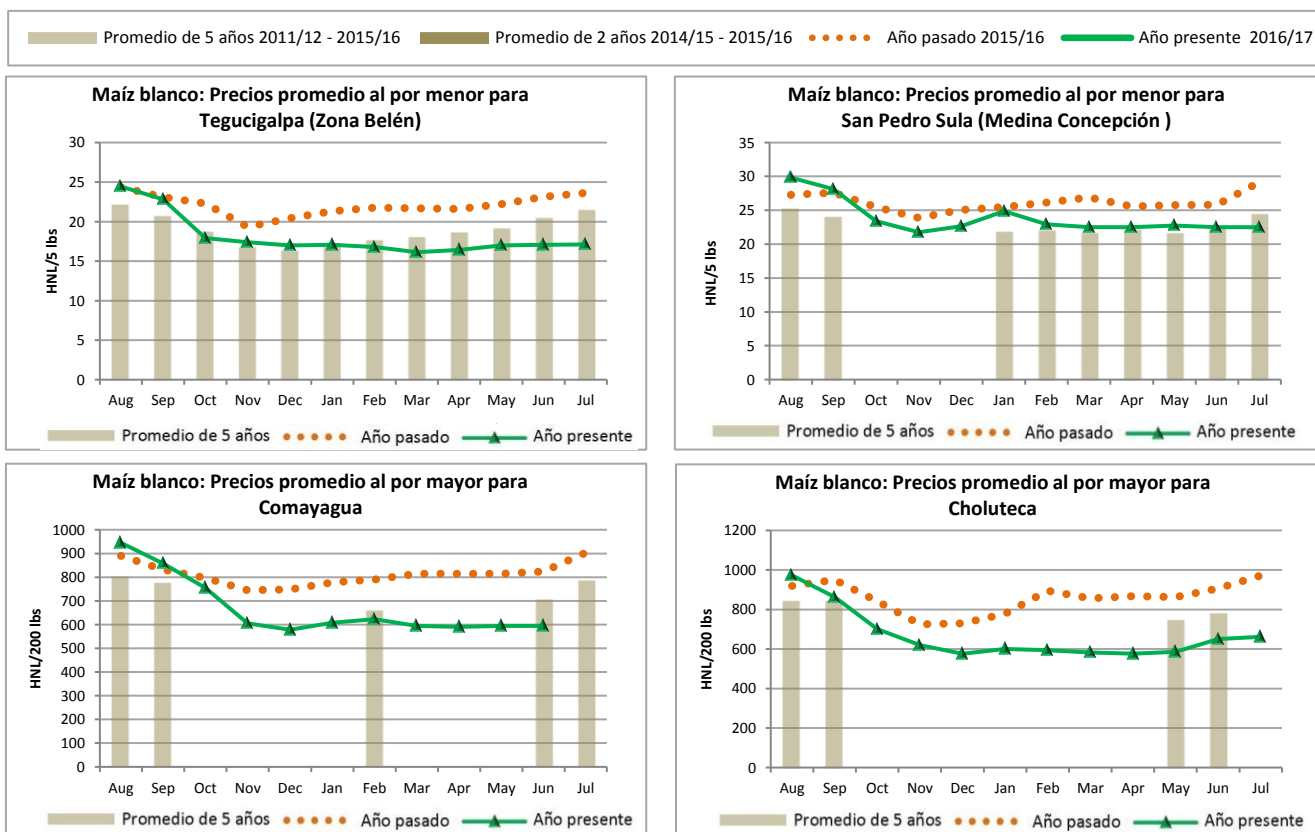 Promedio de 5 años 2011/12 - 2015/16 Promedio de 2 años 2014/15 - 2015/16 Año pasado 2015/16 Año presente 2016/17
Maíz blanco: Precios promedio al por menor para
Tegucigalpa (Zona Belén)
HNL/5 lbs
30
25
20
15
10
5
0
Aug Sep Oct Nov Dec Jan Feb Mar Apr May Jun Jul
Promedio de 5 años Año pasado Año presente
Maíz blanco: Precios promedio al por menor para
San Pedro Sula (Medina Concepción )
HNL/5 lbs
35
30
25
20
15
10
5
0
Aug Sep Oct Nov Dec Jan Feb Mar Apr May Jun Jul
Promedio de 5 años Año pasado Año presente
Maíz blanco: Precios promedio al por mayor para
Comayagua
HNL/200 lbs
1000
900
800
700
600
500
400
300
200
100
0
Aug Sep Oct Nov Dec Jan Feb Mar Apr May Jun Jul
Promedio de 5 años Año pasado Año presente
Maíz blanco: Precios promedio al por mayor para
Choluteca
HNL/200 lbs
1200
1000
800
600
400
200
0
Aug Sep Oct Nov Dec Jan Feb Mar Apr May Jun Jul
Promedio de 5 años Año pasado Año presente